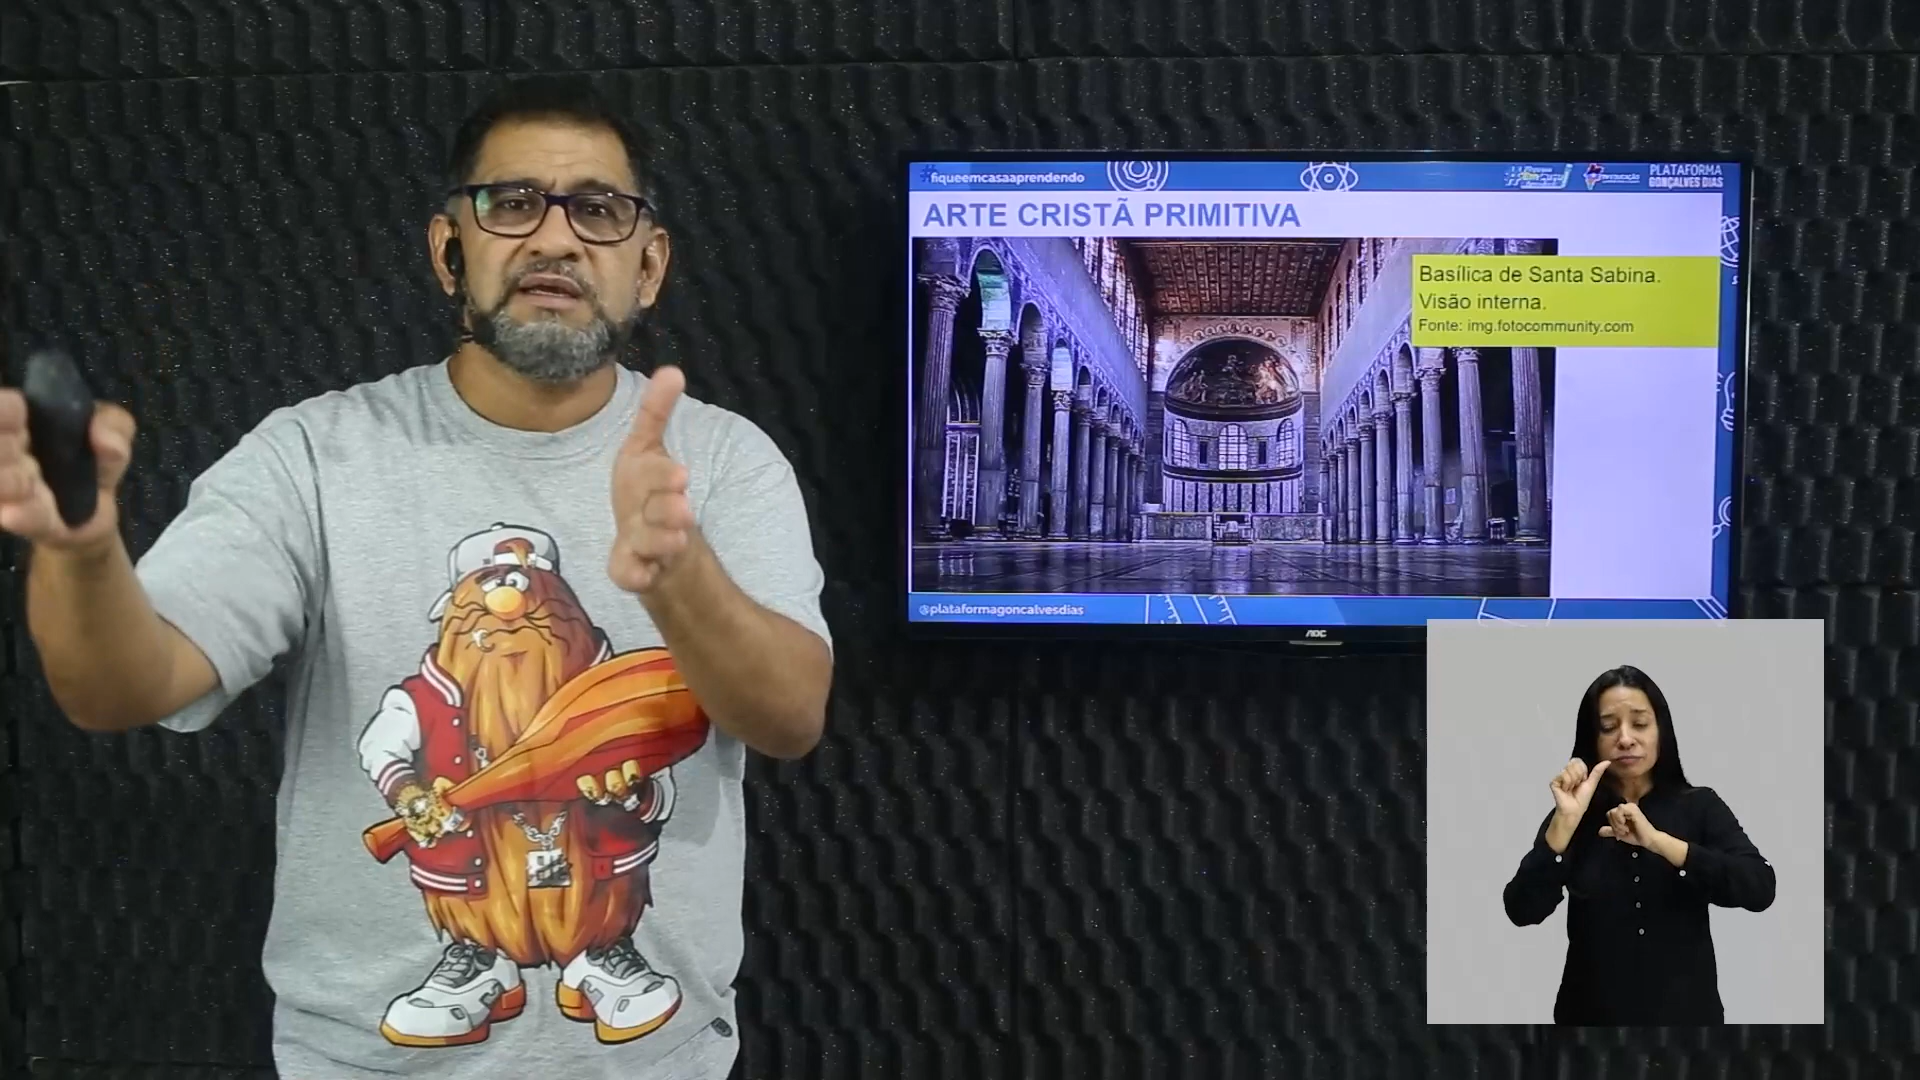 #fiqueemcasaaprendendo
PLATAFORMA
GONÇALVES DIAS
ARTE CRISTÃ PRIMITIVA
Basílica de Santa Sabina.
Visão interna.
Fonte: img.fotocommunity.com
@plataformagoncalvesdias
AOC